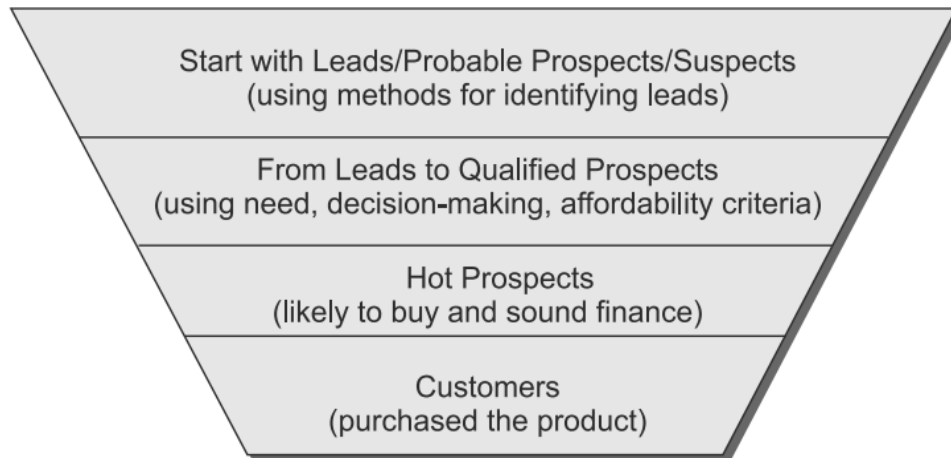 Start with Leads/Probable Prospects/Suspects
(using methods for identifying leads)
From Leads to Qualified Prospects
(using need, decision-making, affordability criteria)
Hot Prospects
(likely to buy and sound finance)
Customers
(purchased the product)